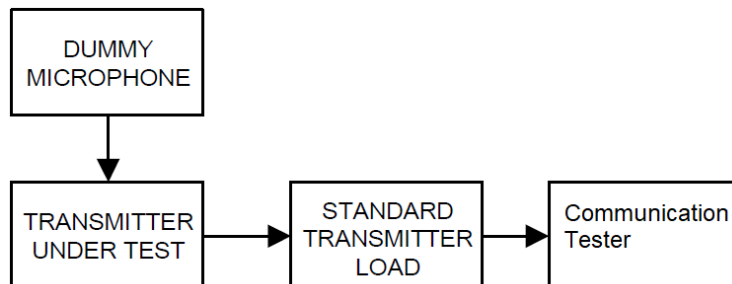 DUMMY
MICROPHONE
TRANSMITTER
UNDER TEST
STANDARD
TRANSMITTER
LOAD
Communication
Tester